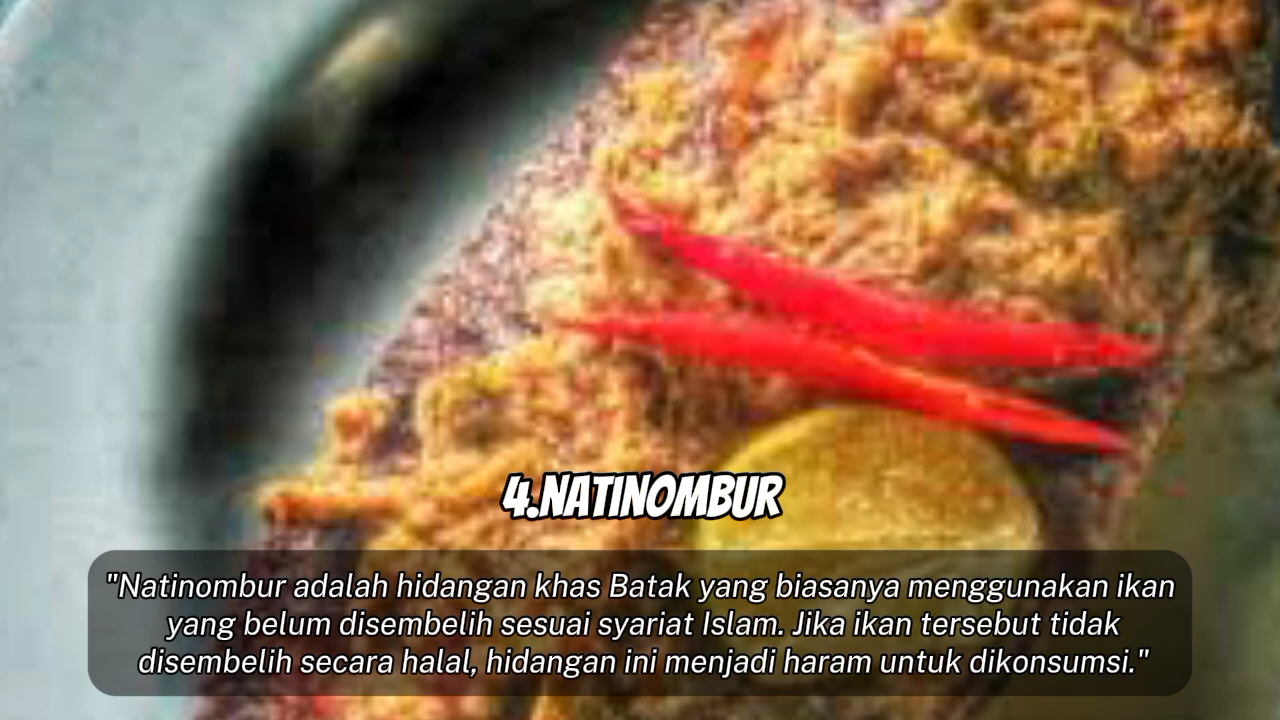 4.NATINOMBUR
"Natinombur adalah hidangan khas Batak yang biasanya menggunakan ikan
yang belum disembelih sesuai syariat Islam. Jika ikan tersebut tidak
disembelih secara halal, hidangan ini menjadi haram untuk dikonsumsi."